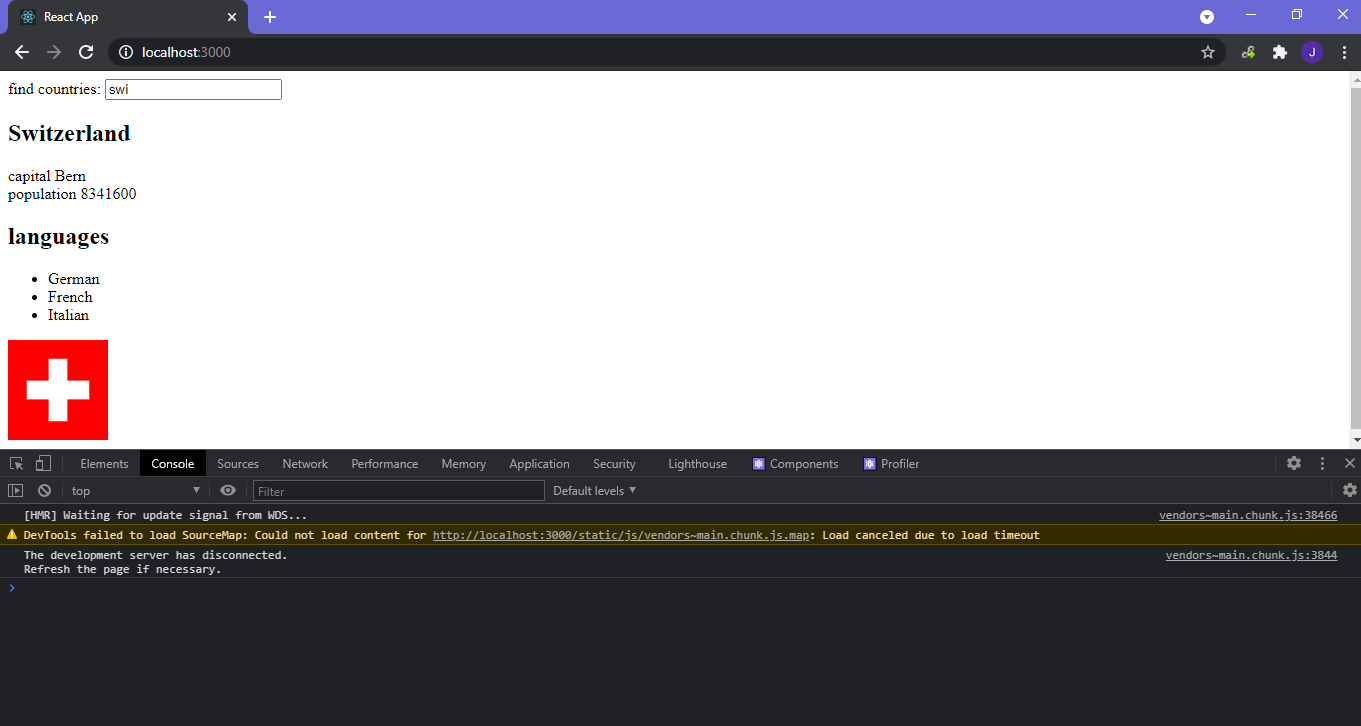 React App
localhost:3000
J
find countries: swi
Switzerland
capital Bern
population 8341600
languages
German
French
Italian
Elements Console Sources Network Performance Memory Application Security Lighthouse Components Profiler
top Filter Default levels
[HMR] Waiting for update signal from WDS... vendors~main.chunk.js:38466
DevTools failed to load SourceMap: Could not load content for http://localhost:3000/static/js/vendors~main.chunk.js.map: Load canceled due to load timeout
The development server has disconnected. vendors~main.chunk.js:3844
Refresh the page if necessary.